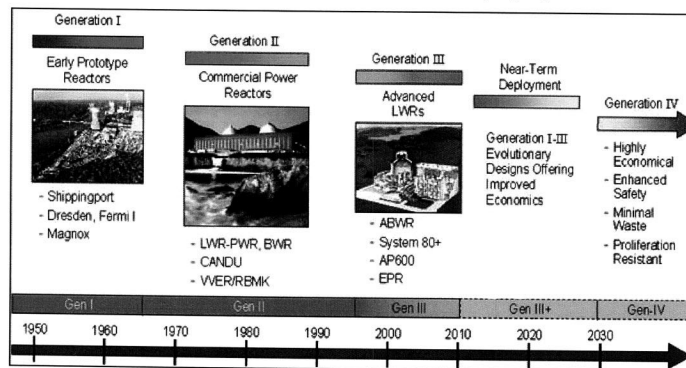 Generation I
Early Prototype
Reactors
- Shippingport
- Dresden, Fermi I
- Magnox
Generation II
Commercial Power
Reactors
- LWR-PWR, BWR
- CANDU
- VVER/RBMK
Generation III
Advanced
LWRs
- ABWR
- System 80+
- AP600
- EPR
Near-Term
Deployment
Generation I-III
Evolutionary
Designs Offering
Improved
Economics
Generation IV
- Highly
Economical
- Enhanced
Safety
- Minimal
Waste
- Proliferation
Resistant
Gen I
Gen II
Gen III
Gen III+
Gen-IV
1950
1960
1970
1980
1990
2000
2010
2020
2030